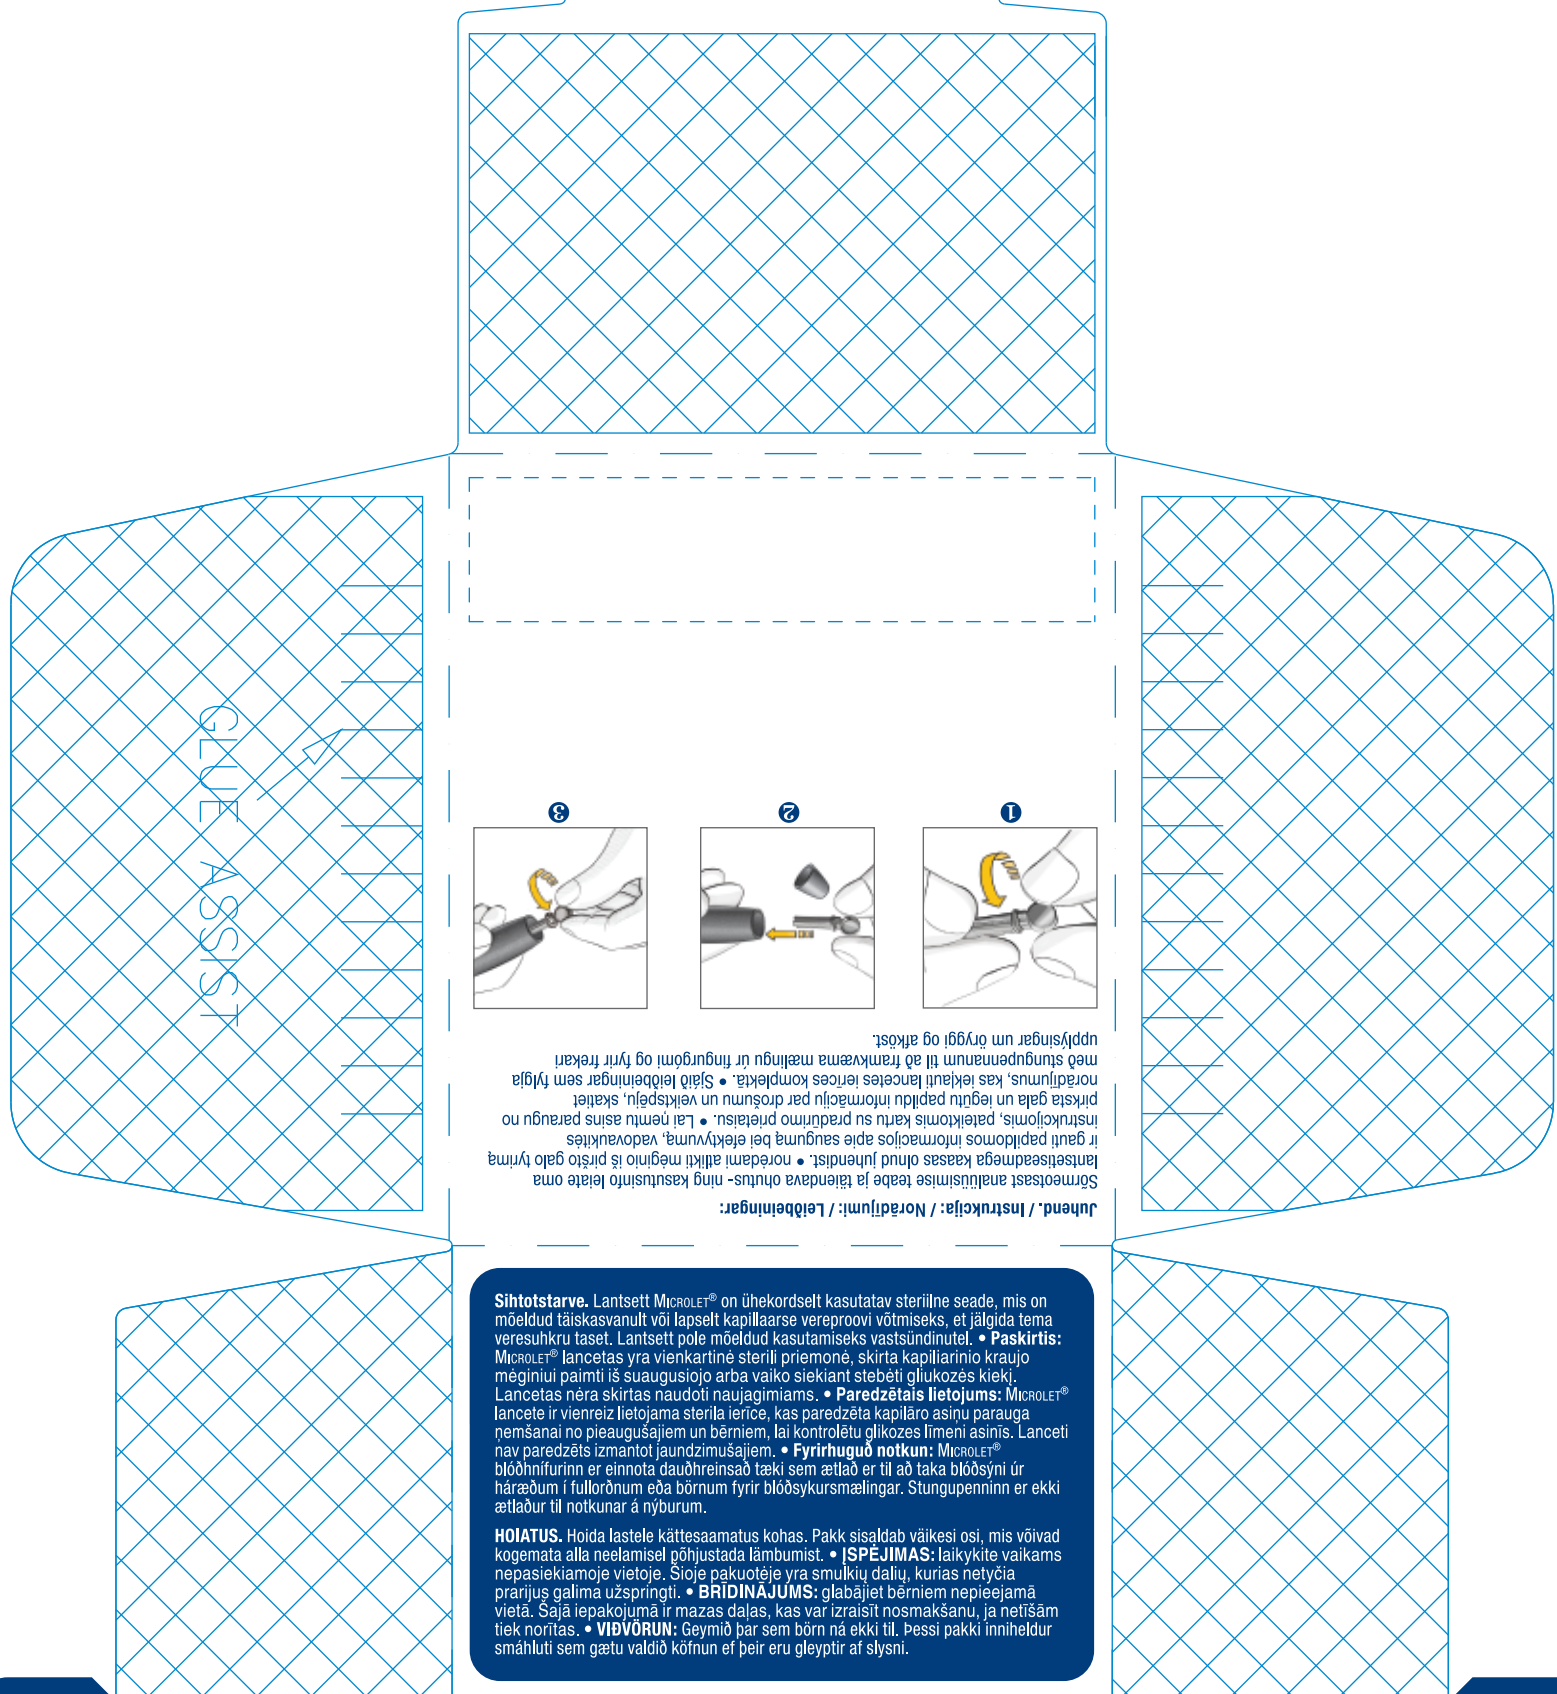 GLUE ASSIST
Juhend. / Instrukcija: / Norādījumi: / Leiðbeiningar:
Sõrmeotsast analüüsimise teabe ja täiendava ohutus- ning kasutusinfo leiate oma
lantsetiseadmega kaasas olnud juhendist. • norėdami atlikti mėginio iš piršto galo tyrimą
ir gauti papildomos informacijos apie saugumą bei efektyvumą, vadovaukitės
instrukcijomis, pateiktomis kartu su pradūrimo prietaisu. • Lai ņemtu asins paraugu no
pirksta gala un iegūtu papildu informāciju par drošumu un veiktspēju, skatiet
norādījumus, kas iekļauti lancetes ierīces komplektā. • Sjáið leiðbeiningar sem fylgja
með stungupennanum til að framkvæma mælingu úr fingurgómi og fyrir frekari
upplýsingar um öryggi og afköst.
1
2
3
Sihtotstarve. Lantsett MICROLET® on ühekordselt kasutatav steriilne seade, mis on
mõeldud täiskasvanult või lapselt kapillaarse vereproovi võtmiseks, et jälgida tema
veresuhkru taset. Lantsett pole mõeldud kasutamiseks vastsündinutel. • Paskirtis:
MICROLET® lancetas yra vienkartinė sterili priemonė, skirta kapiliarinio kraujo
mėginiui paimti iš suaugusiojo arba vaiko siekiant stebėti gliukozės kiekį.
Lancetas nėra skirtas naudoti naujagimiams. • Paredzētais lietojums: MICROLET®
lancete ir vienreiz lietojama sterila ierīce, kas paredzēta kapilāro asiņu parauga
ņemšanai no pieaugušajiem un bērniem, lai kontrolētu glikozes līmeni asinīs. Lanceti
nav paredzēts izmantot jaundzimušajiem. • Fyrirhuguð notkun: MICROLET®
blóðhnífurinn er einnota dauðhreinsað tæki sem ætlað er til að taka blóðsýni úr
háræðum í fullorðnum eða börnum fyrir blóðsykursmælingar. Stungupenninn er ekki
ætlaður til notkunar á nýburum.
HOIATUS. Hoida lastele kättesaamatus kohas. Pakk sisaldab väikesi osi, mis võivad
kogemata alla neelamisel põhjustada lämbumist. • ĮSPĖJIMAS: laikykite vaikams
nepasiekiamoje vietoje. Šioje pakuotėje yra smulkių dalių, kurias netyčia
prarijus galima užspringti. • BRĪDINĀJUMS: glabājiet bērniem nepieejamā
vietā. Šajā iepakojumā ir mazas daļas, kas var izraisīt nosmakšanu, ja netīšām
tiek norītas. • VIÐVÖRUN: Geymið þar sem börn ná ekki til. Þessi pakki inniheldur
smáhluti sem gætu valdið köfnun ef þeir eru gleyptir af slysni.